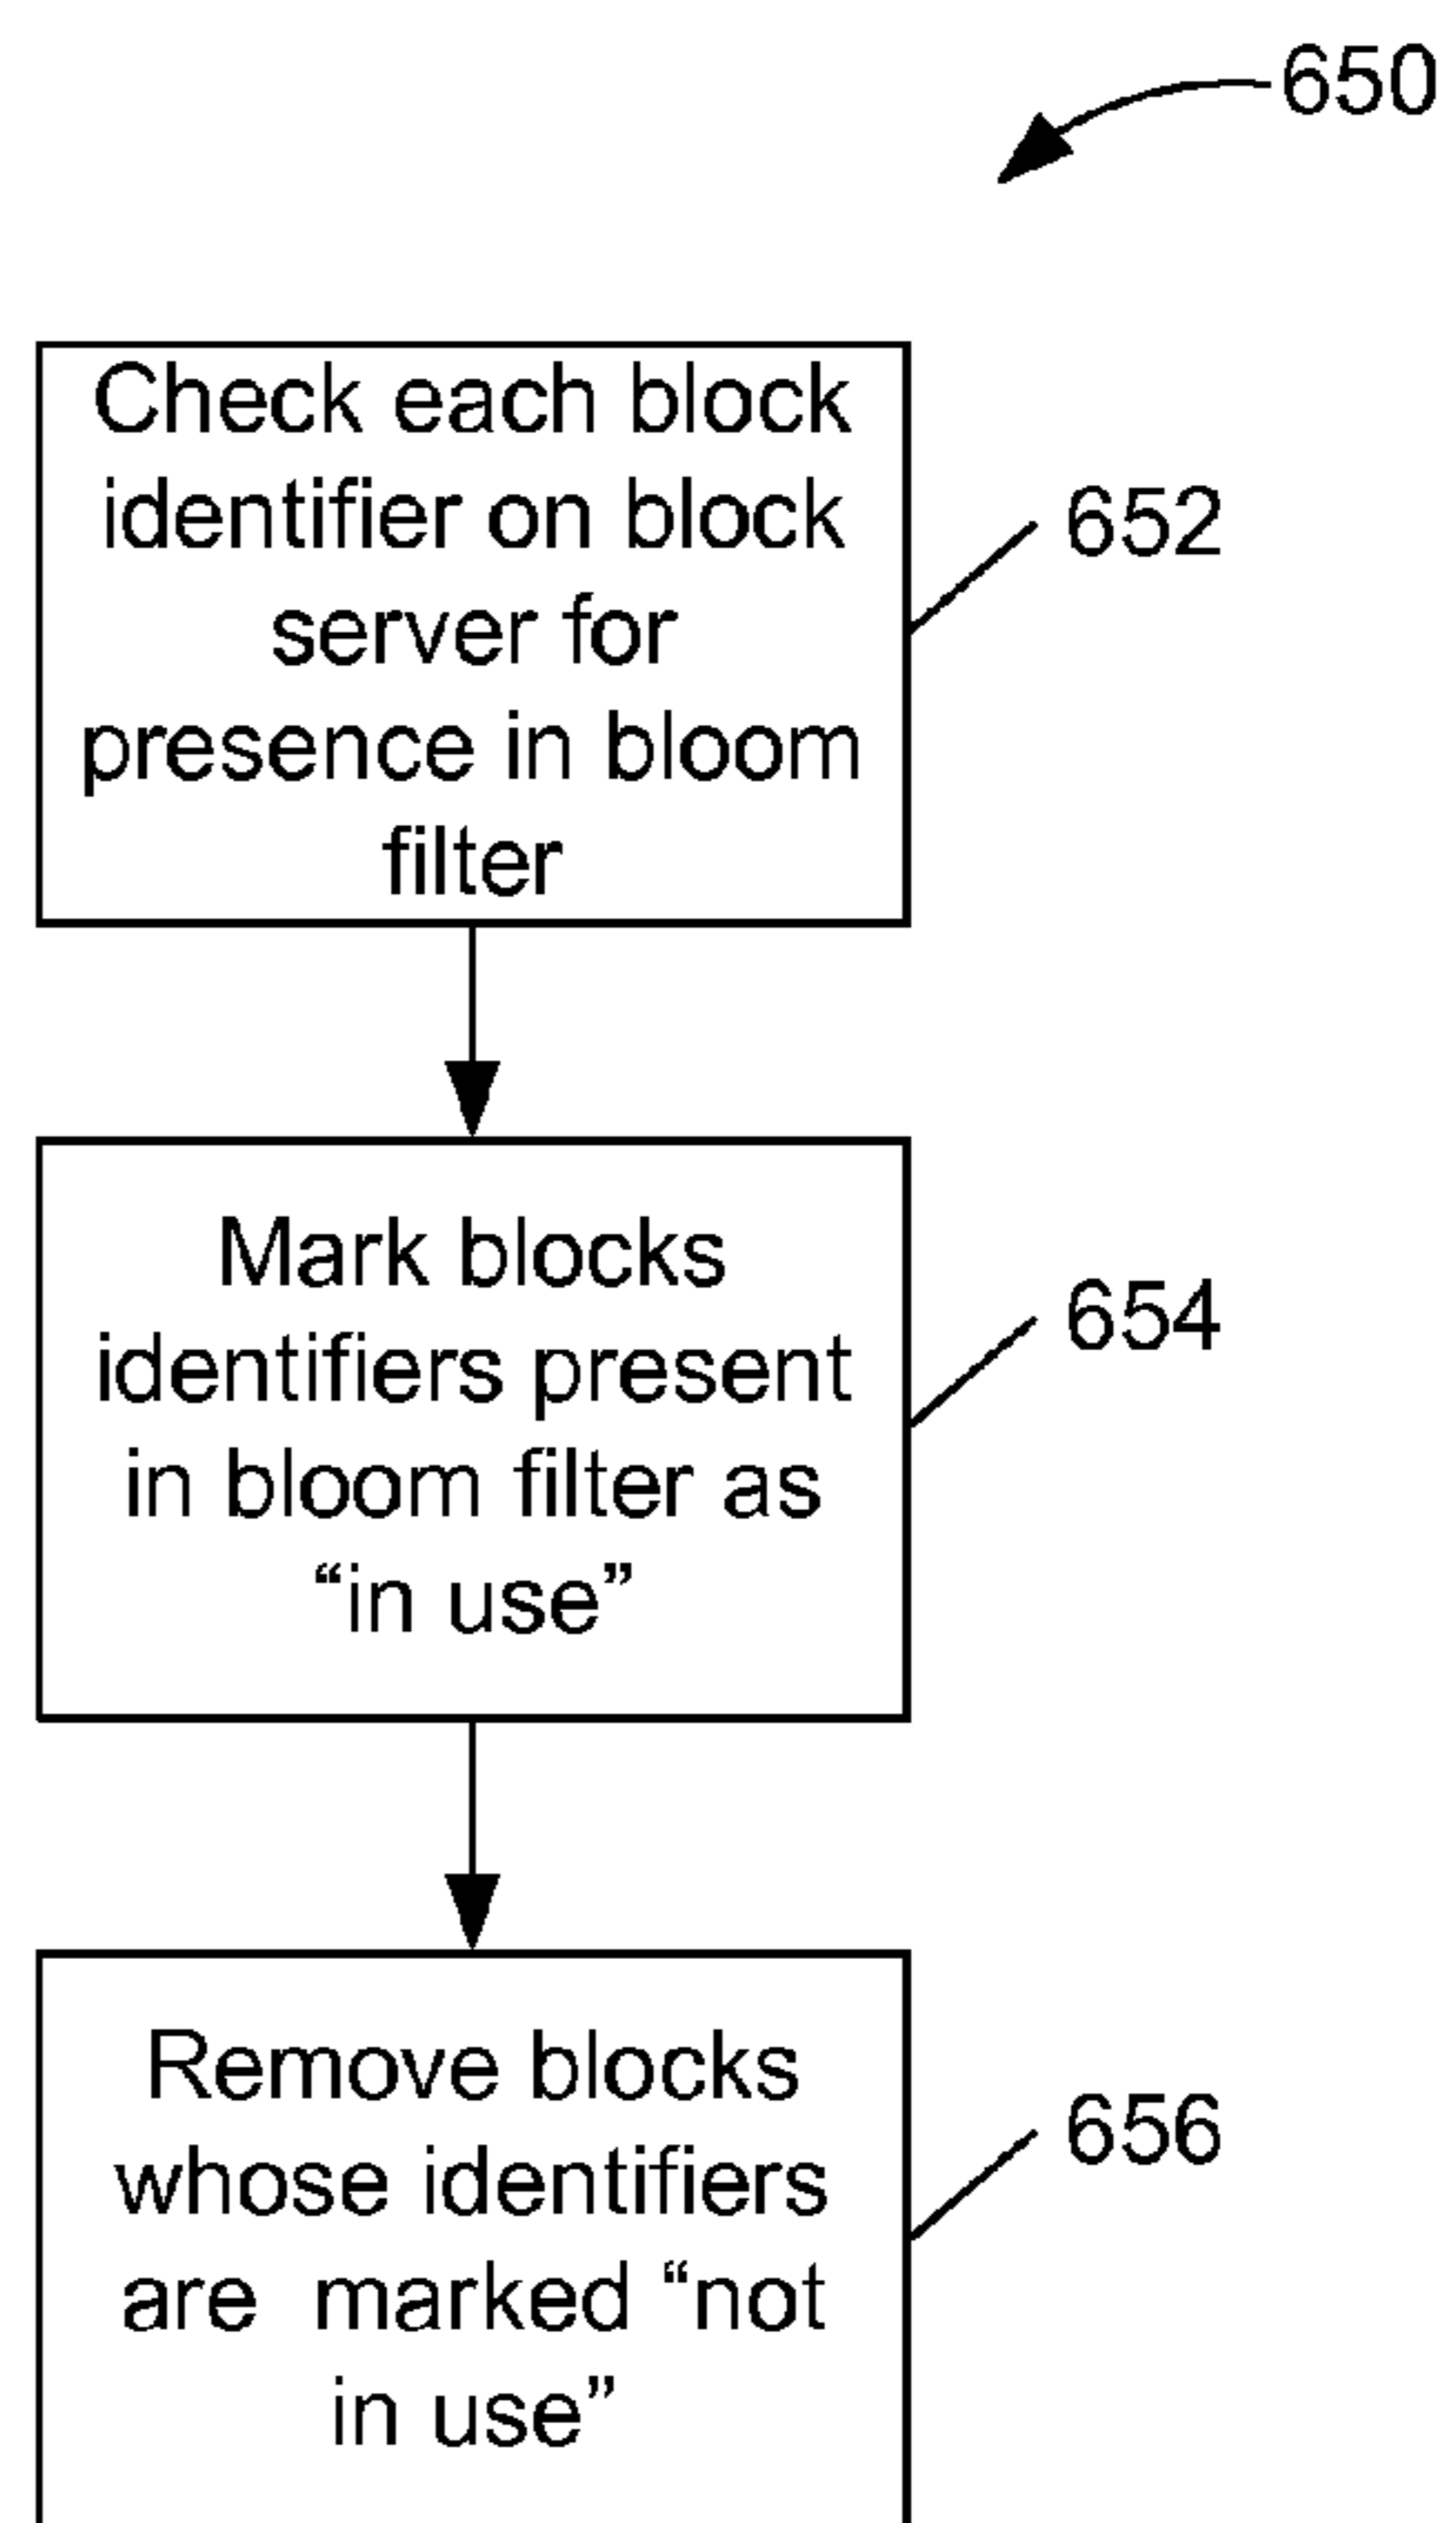 650
Check each block
identifier on block
server for
presence in bloom
filter
652
Mark blocks
identifiers present
in bloom filter as
“in use”
654
Remove blocks
whose identifiers
are marked “not
in use”
656